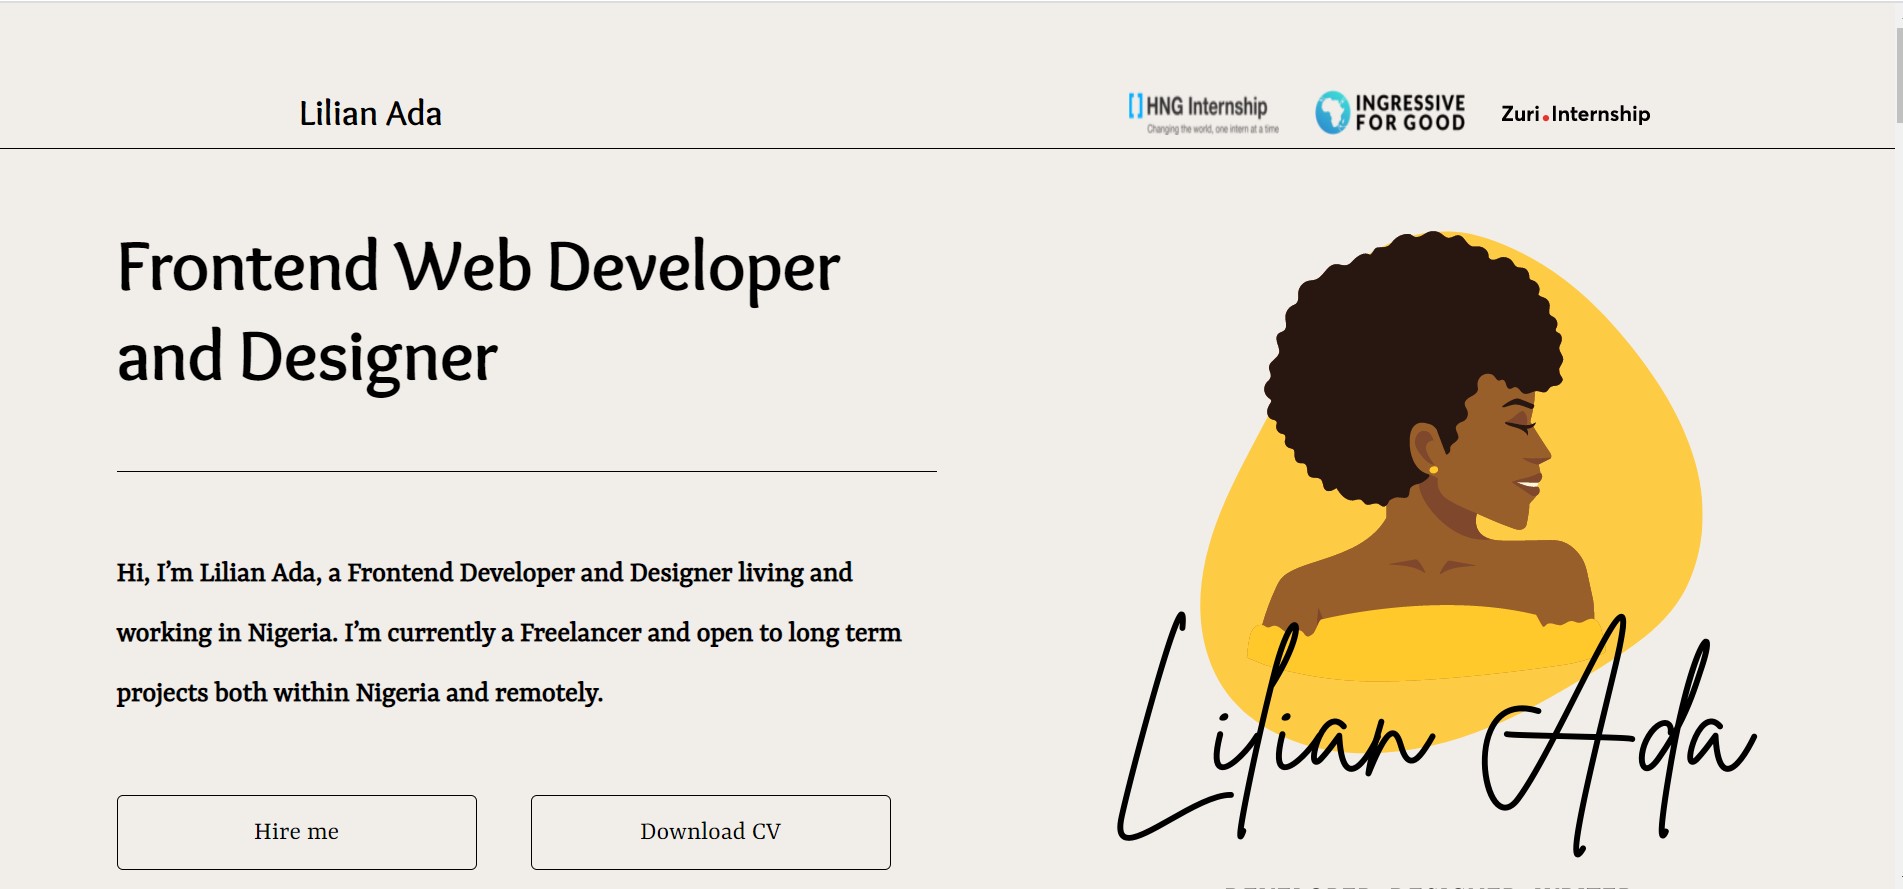 Lilian Ada
HNG Internship
Changing the world, one intern at a time
INGRESSIVE
FOR GOOD
Zuri.Internship
Frontend Web Developer
and Designer
Hi, I’m Lilian Ada, a Frontend Developer and Designer living and
working in Nigeria. I’m currently a Freelancer and open to long term
projects both within Nigeria and remotely.
Hire me
Download CV
Lilian Ada